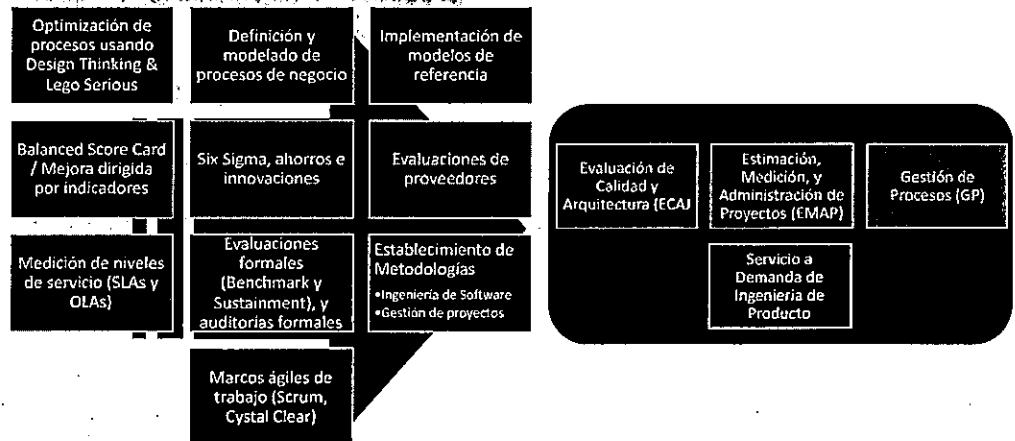 Optimización de
procesos usando
Design Thinking &
Lego Serious
Definición y
modelado de
procesos de negocio
Implementación de
modelos de
referencia
Balanced Score Card
/ Mejora dirigida
por indicadores
Six Sigma, ahorros e
innovaciones
Evaluaciones de
proveedores
Medición de niveles
de servicio (SLAs y
OLAs)
Evaluaciones
formales
(Benchmark y
Sustainment), y
auditorias formales
Establecimiento de
Metodologías
•Ingeniería de Software
•Gestión de proyectos
Marcos ágiles de
trabajo (Scrum,
Cystal Clear)
Evaluación de
Calidad y
Arquitectura (ECA)
Estimación,
Medición, y
Administración de
Proyectos (EMAP)
Gestión de
Procesos (GP)
Servicio a
Demanda de
Ingenieria de
Producto